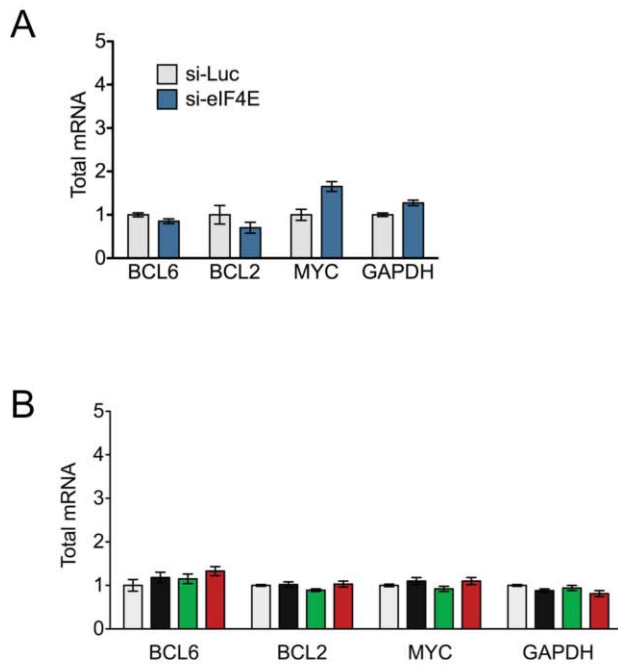 A
5
4
3
2
1
0
Total mRNA
si-Luc
si-eIF4E
BCL6 BCL2 MYC GAPDH
B
5
4
3
2
1
0
Total mRNA
BCL6 BCL2 MYC GAPDH